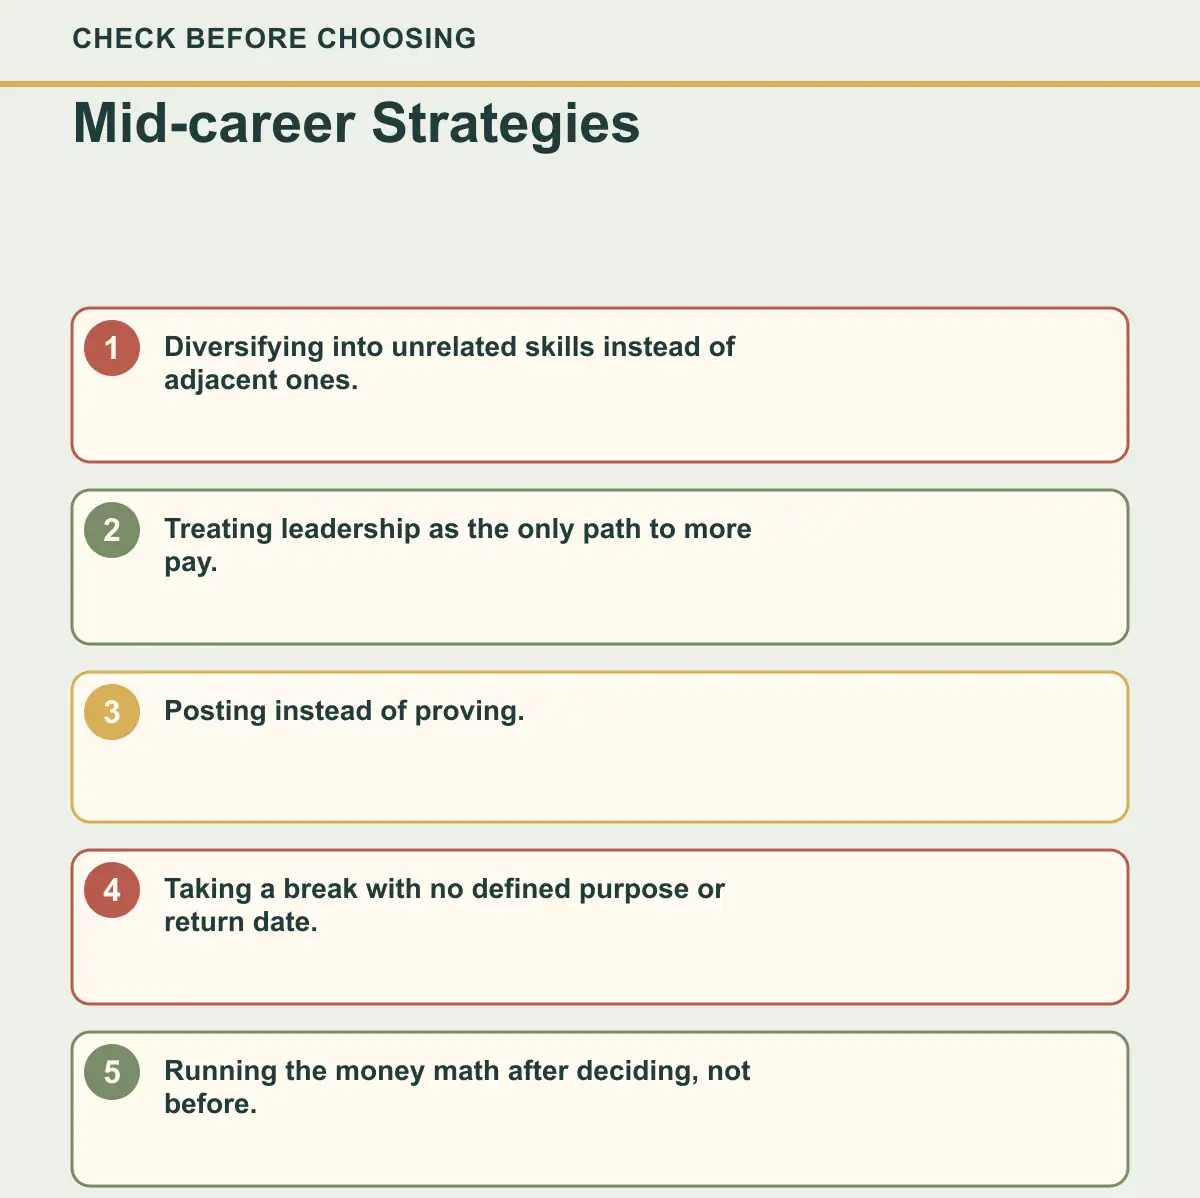 CHECK BEFORE CHOOSING
Mid-career Strategies
1
Diversifying into unrelated skills instead of
adjacent ones.
2
Treating leadership as the only path to more
pay.
3
Posting instead of proving.
4
Taking a break with no defined purpose or
return date.
5
Running the money math after deciding, not
before.